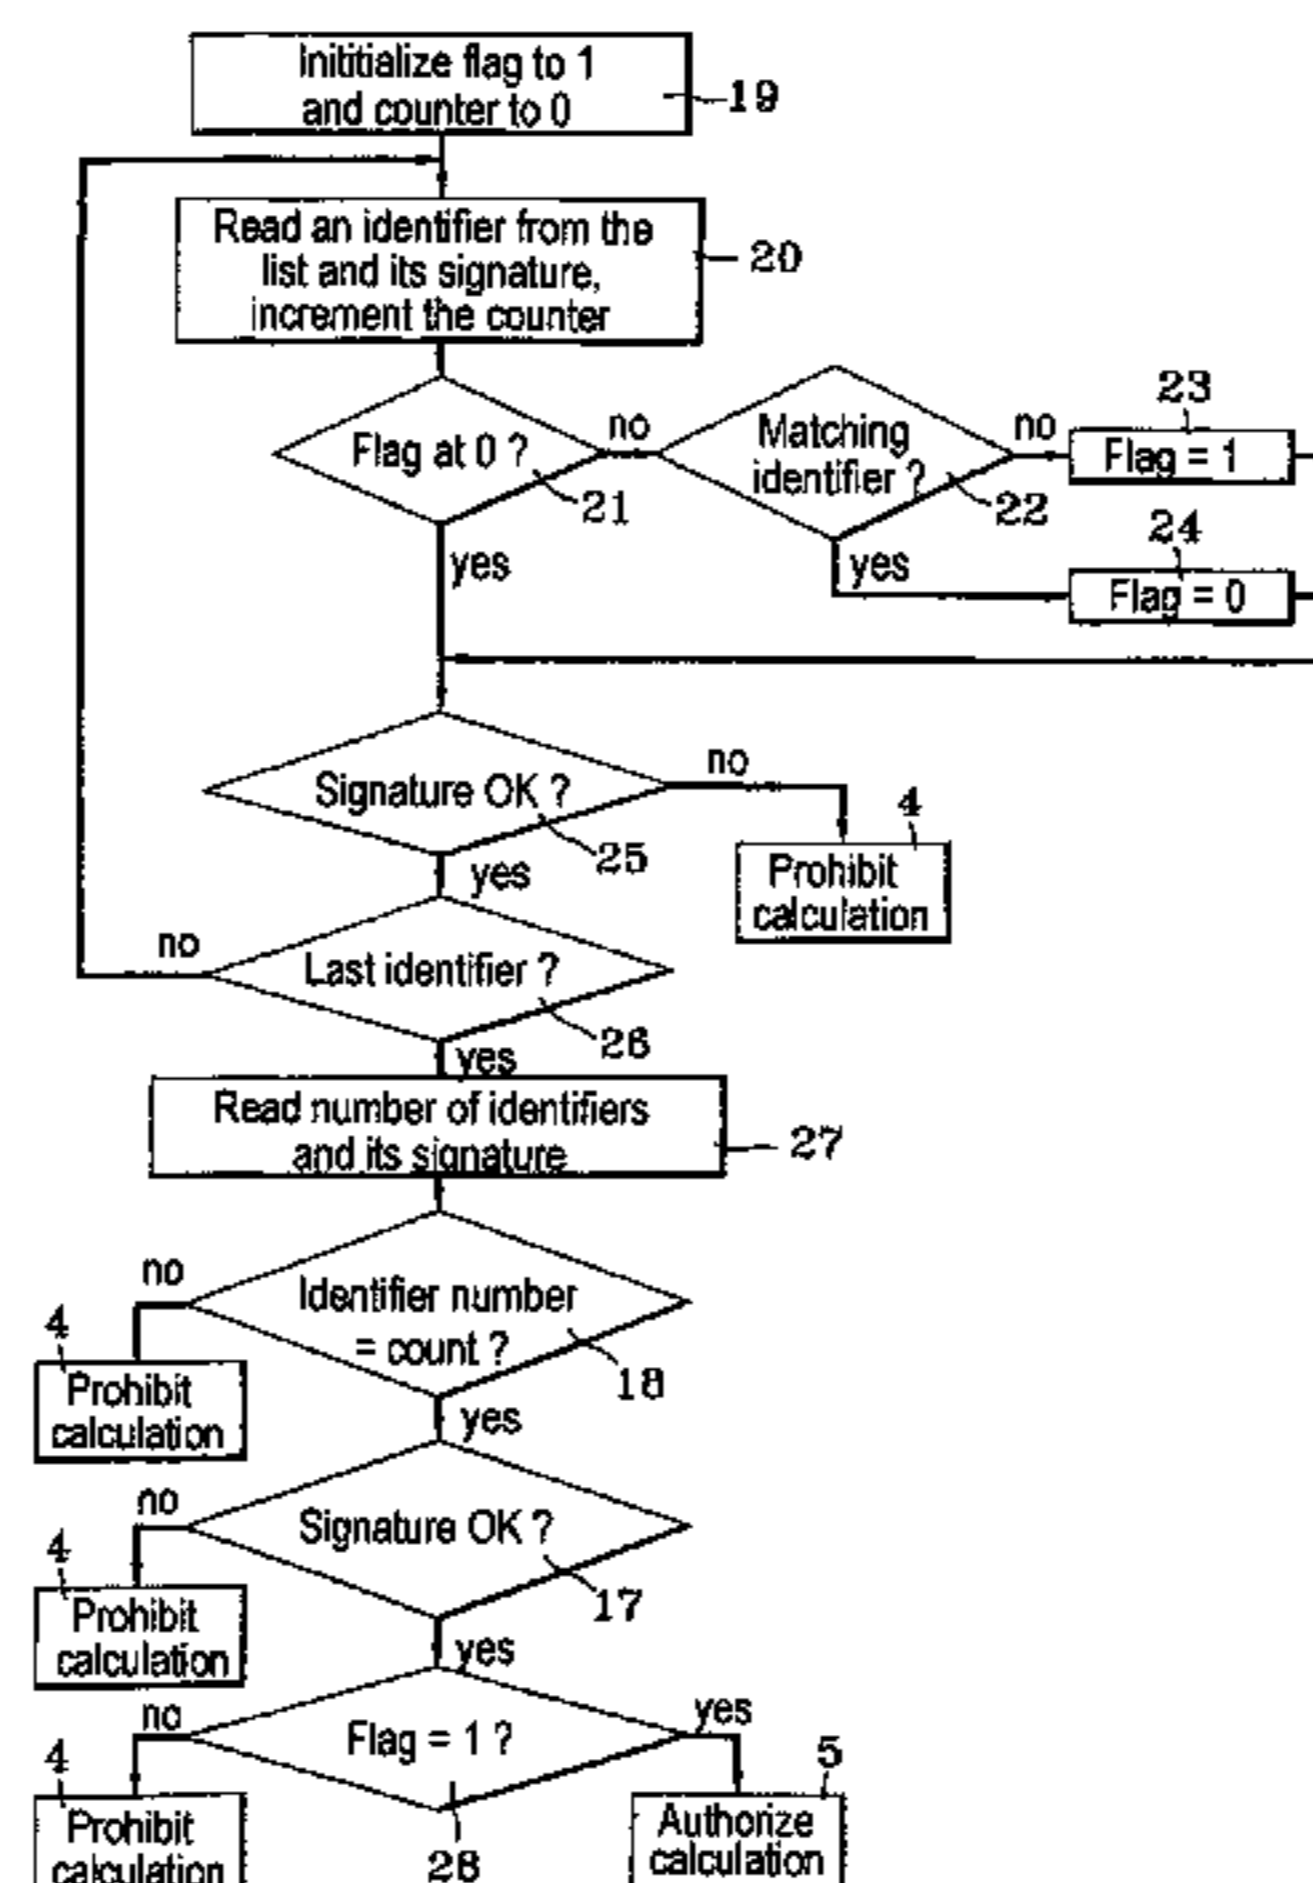 Inititialize flag to 1
and counter to 0
19
Read an identifier from the
list and its signature,
increment the counter
20
Flag at 0 ?
21
no
yes
Matching
identifier ?
22
no
yes
23
Flag = 1
24
Flag = 0
Signature OK ?
25
no
yes
4
Prohibit
calculation
Last identifier ?
26
no
yes
Read number of identifiers
and its signature
27
Identifier number
= count ?
18
no
yes
4
Prohibit
calculation
Signature OK ?
17
no
yes
4
Prohibit
calculation
Flag = 1 ?
28
no
yes
4
Prohibit
calculation
5
Authorize
calculation